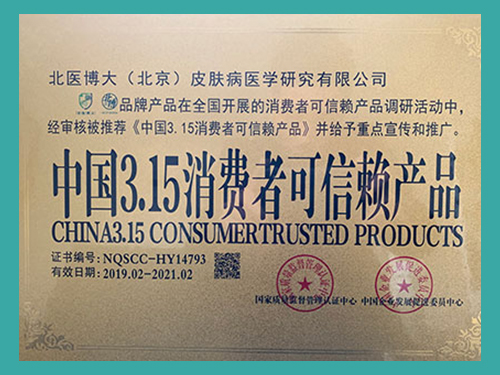 北医博大（北京）皮肤病医学研究有限公司
品牌产品在全国开展的消费者可信赖产品调研活动中，
经审核被推荐《中国3.15消费者可信赖产品》并给予重点宣传和推广。
中国3.15消费者可信赖产品
CHINA3.15 CONSUMERTRUSTED PRODUCTS
证书编号：NQSCC-HY14793
有效日期：2019.02-2021.02
国家质量监督管理认证中心 中国企业发展促进委员中心